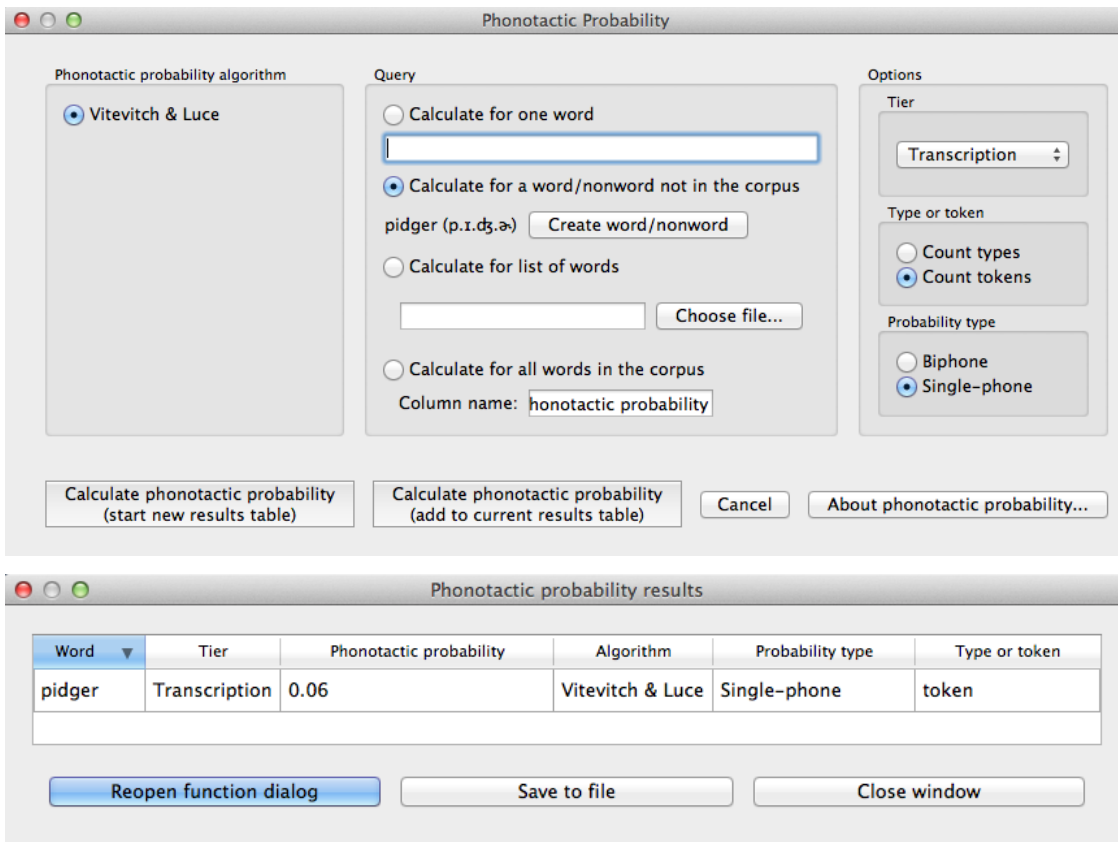 Phonotactic Probability
Phonotactic probability algorithm
Vitevitch & Luce
Query
Calculate for one word
Calculate for a word/nonword not in the corpus
pidger (p.ɪ.ʤ.ɚ) Create word/nonword
Calculate for list of words
Choose file...
Calculate for all words in the corpus
Column name: honotactic probability
Options
Tier
Transcription
Type or token
Count types
Count tokens
Probability type
Biphone
Single-phone
Calculate phonotactic probability
(start new results table)
Calculate phonotactic probability
(add to current results table)
Cancel
About phonotactic probability...
Phonotactic probability results
Word Tier Phonotactic probability Algorithm Probability type Type or token
pidger Transcription 0.06 Vitevitch & Luce Single-phone token
Reopen function dialog Save to file Close window